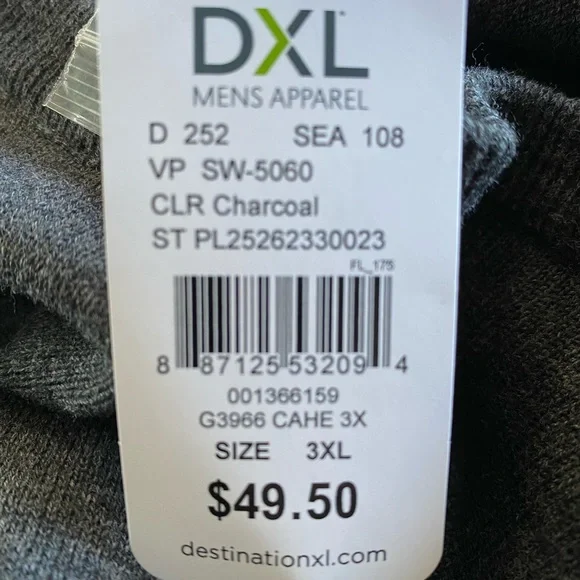 DXL
MENS APPAREL
D 252 SEA 108
VP SW-5060
CLR Charcoal
ST PL25262330023
FL_175
8 87125 53209 4
001366159
G3966 CAHE 3X
SIZE 3XL
$49.50
destinationxl.com